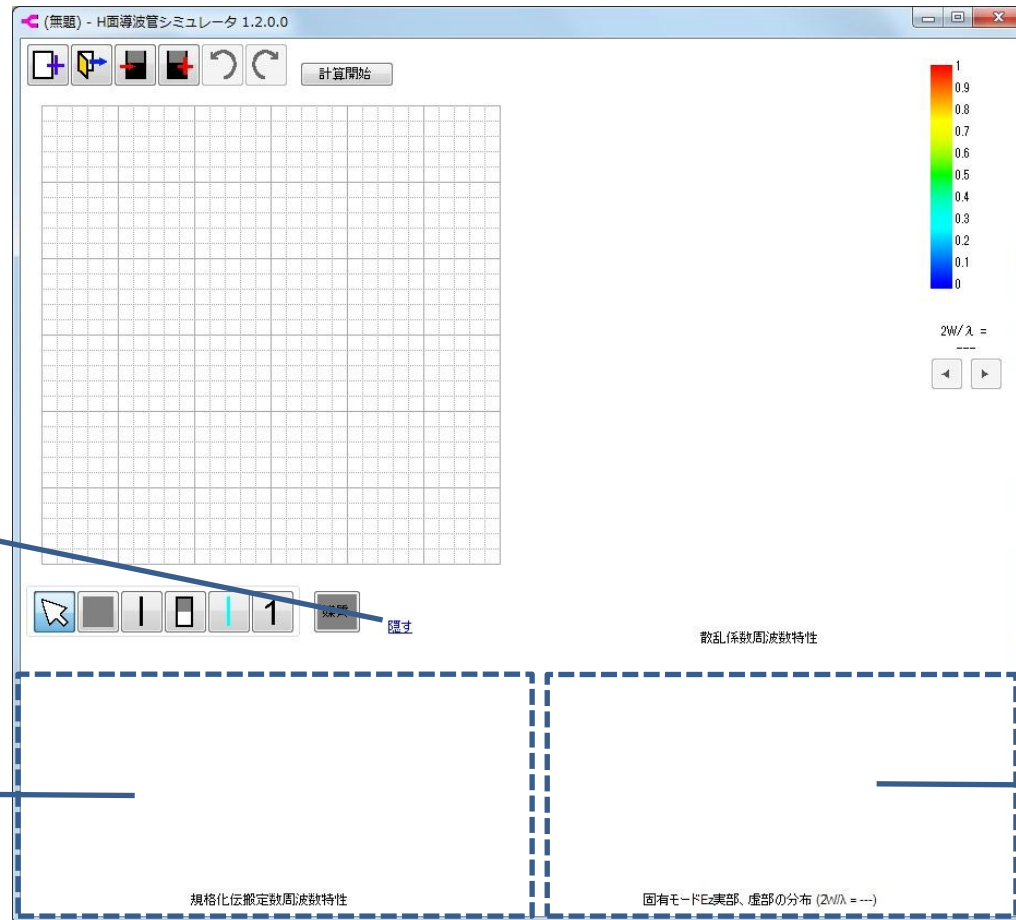 (無題) - H面導波管シミュレータ 1.2.0.0
計算開始
1
0.9
0.8
0.7
0.6
0.5
0.4
0.3
0.2
0.1
0
2W/λ =
---
1
媒質
隠す
散乱係数周波数特性
規格化伝搬定数周波数特性
固有モードEz実部、虚部の分布 (2W/λ = ---)